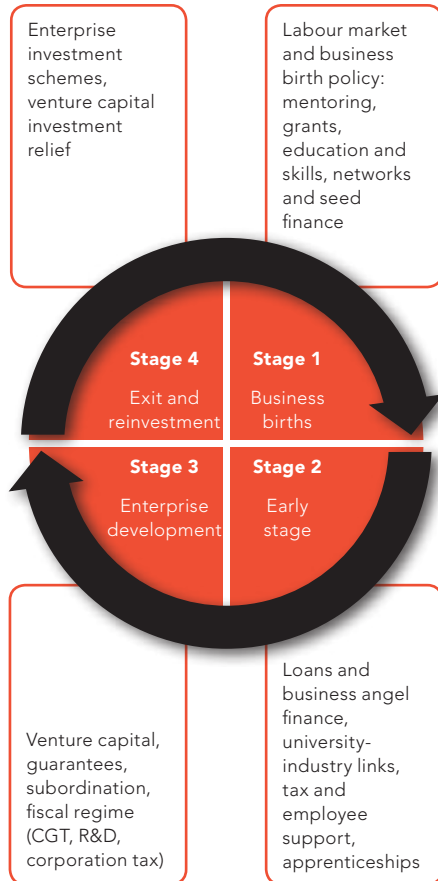 Enterprise
investment
schemes,
venture capital
investment
relief
Labour market
and business
birth policy:
mentoring,
grants,
education and
skills, networks
and seed
finance
Stage 4
Exit and
reinvestment
Stage 1
Business
births
Stage 3
Enterprise
development
Stage 2
Early
stage
Venture capital,
guarantees,
subordination,
fiscal regime
(CGT, R&D,
corporation tax)
Loans and
business angel
finance,
university-
industry links,
tax and
employee
support,
apprenticeships